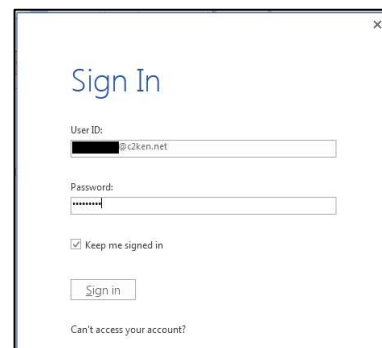 Sign In
User ID:
@c2ken.net
Password:
•••••••••
Keep me signed in
Sign in
Can't access your account?